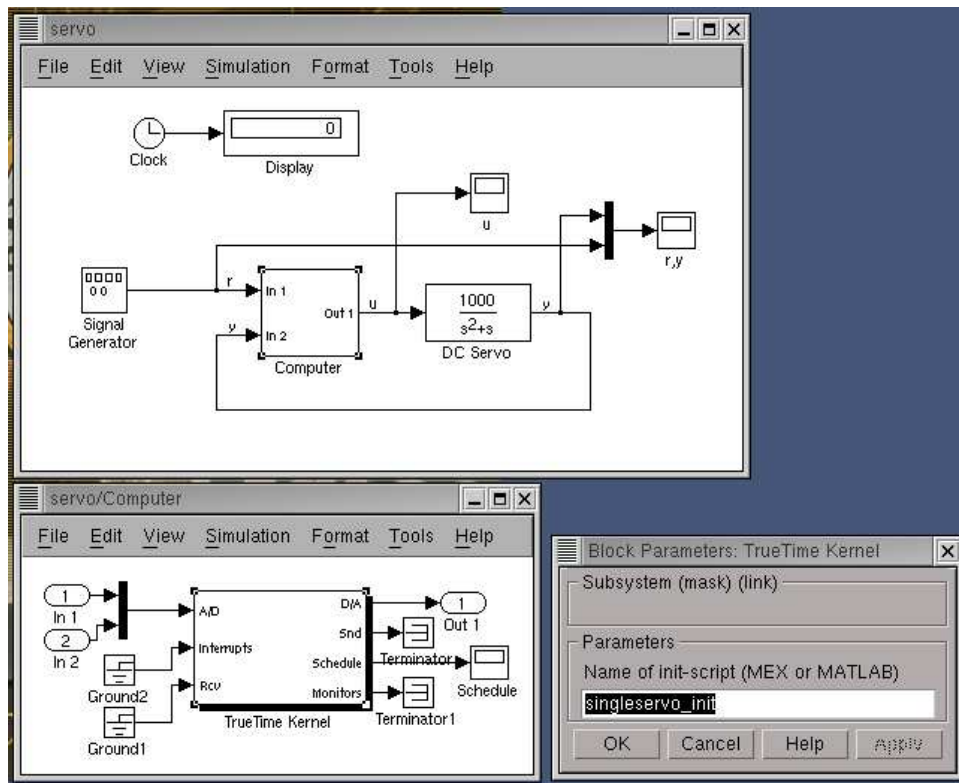 servo
File Edit View Simulation Format Tools Help
0
Clock
Display
u
r,y
r
In 1
Out 1
u
1000
s2+s
y
Signal
Generator
y
In 2
Computer
DC Servo
servo/Computer
File Edit View Simulation Format Tools Help
1
In 1
2
In 2
A/D
Interrupts
Rcv
D/A
Snd
Schedule
Monitors
1
Out 1
Terminator
Schedule
Terminator1
Ground2
Ground1
TrueTime Kernel
Block Parameters: TrueTime Kernel
Subsystem (mask) (link)
Parameters
Name of init-script (MEX or MATLAB)
singleservo_init
OK Cancel Help Apply